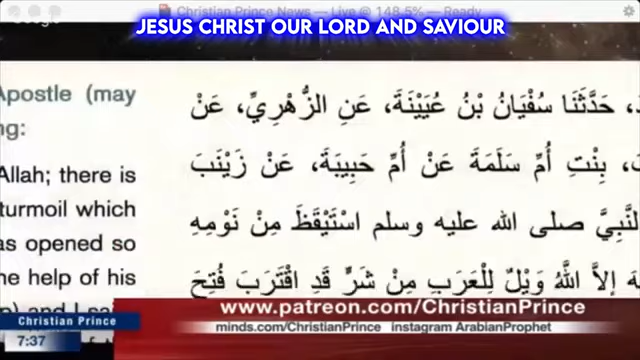 Christian Prince News — Live @ 148.5% — Ready
JESUS CHRIST OUR LORD AND SAVIOUR
Apostle (may
ng:
Allah; there is
turmoil which
as opened so
he help of his
حَدَّثَنَا سُفْيَانُ بْنُ عُيَيْنَةَ، عَنِ الزُّهْرِيِّ، عَنْ
بِنْتِ أُمِّ سَلَمَةَ عَنْ أُمِّ حَبِيبَةَ، عَنْ زَيْنَبَ
النَّبِيَّ صلى الله عليه وسلم اسْتَيْقَظَ مِنْ نَوْمِهِ
إِلاَّ اللَّهُ وَيْلٌ لِلْعَرَبِ مِنْ شَرٍّ قَدِ اقْتَرَبَ فُتِحَ
www.patreon.com/ChristianPrince
Christian Prince
minds.com/ChristianPrince instagram ArabianProphet
7:37